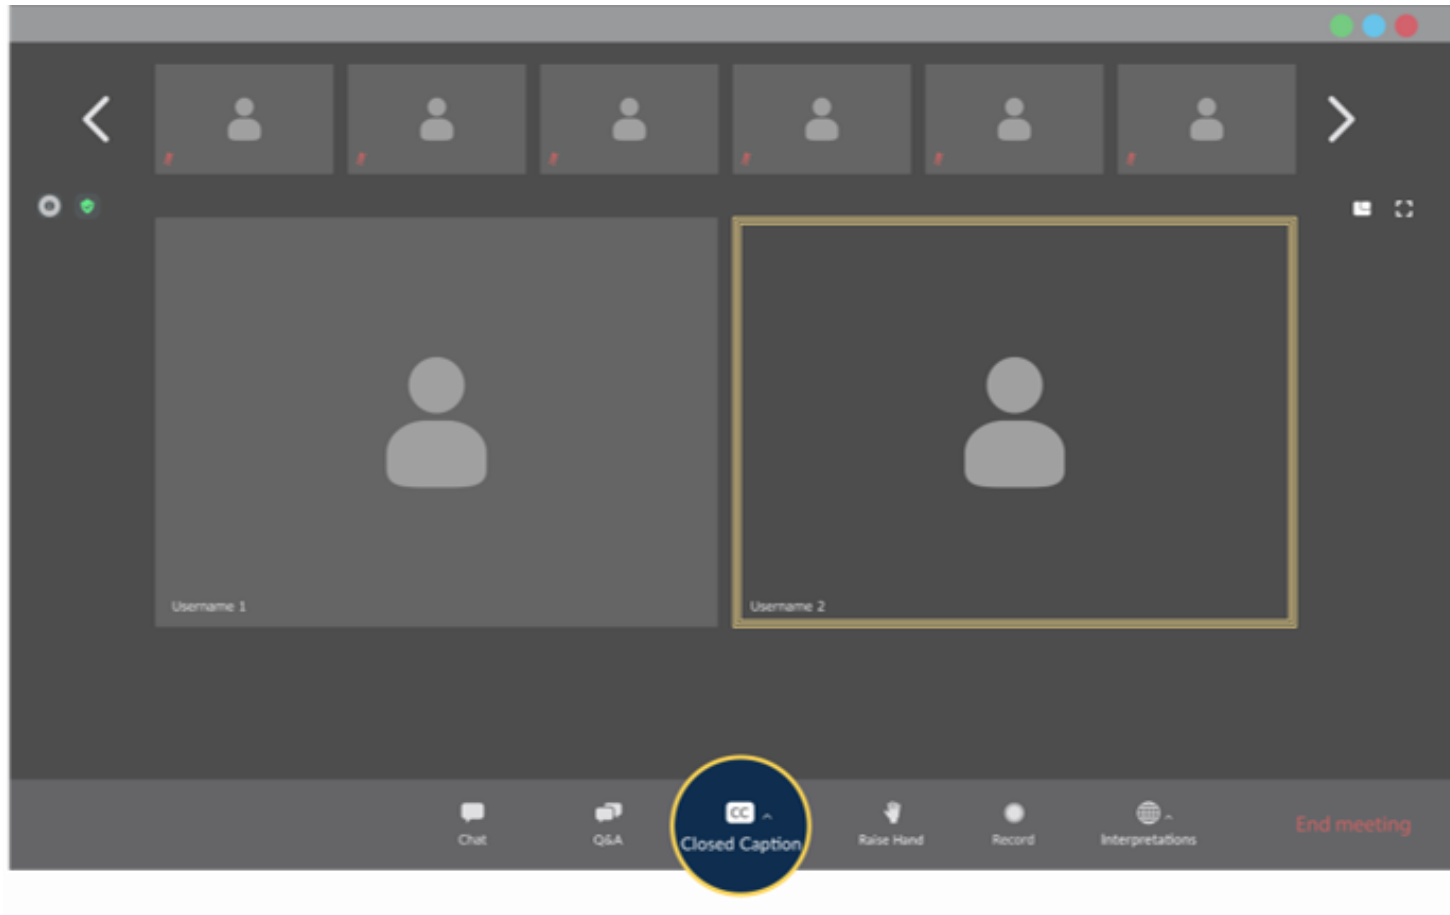 Username 1
Username 2
Chat
Q&A
CC
Closed Caption
Raise Hand
Record
Interpretations
End meeting